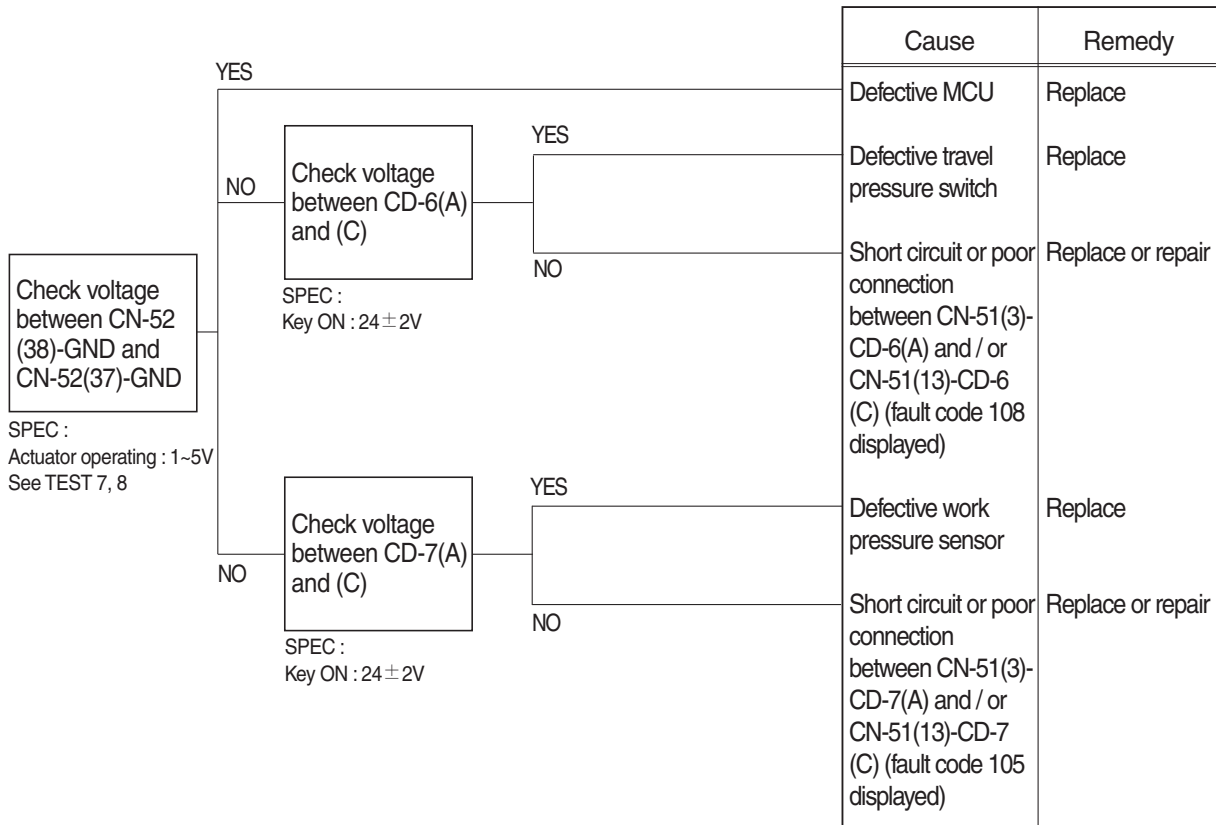 Cause
Remedy
YES
Defective MCU
Replace
YES
Defective travel
pressure switch
Replace
NO
Check voltage
between CD-6(A)
and (C)
SPEC :
Key ON : 24±2V
NO
Short circuit or poor
connection
between CN-51(3)-
CD-6(A) and / or
CN-51(13)-CD-6
(C) (fault code 108
displayed)
Replace or repair
Check voltage
between CN-52
(38)-GND and
CN-52(37)-GND
SPEC :
Actuator operating : 1~5V
See TEST 7, 8
NO
Check voltage
between CD-7(A)
and (C)
SPEC :
Key ON : 24±2V
YES
Defective work
pressure sensor
Replace
NO
Short circuit or poor
connection
between CN-51(3)-
CD-7(A) and / or
CN-51(13)-CD-7
(C) (fault code 105
displayed)
Replace or repair